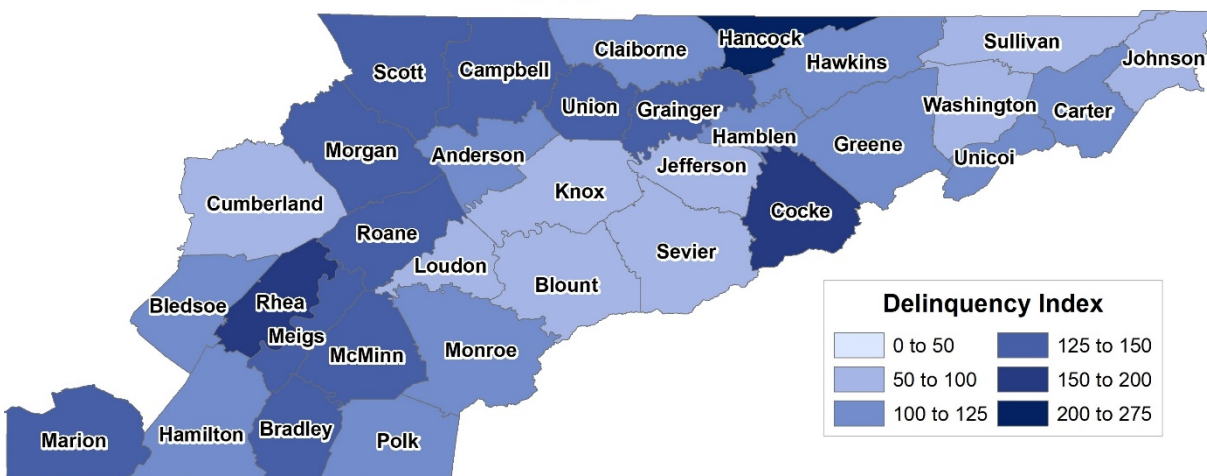 Hancock
Sullivan
Claiborne
Johnson
Hawkins
Scott
Campbell
Union
Grainger
Washington
Carter
Hamblen
Greene
Morgan
Anderson
Unicoi
Jefferson
Knox
Cumberland
Cocke
Roane
Sevier
Loudon
Blount
Bledsoe
Rhea
Meigs
McMinn
Monroe
Marion
Hamilton
Bradley
Polk
Delinquency Index
0 to 50
50 to 100
100 to 125
125 to 150
150 to 200
200 to 275